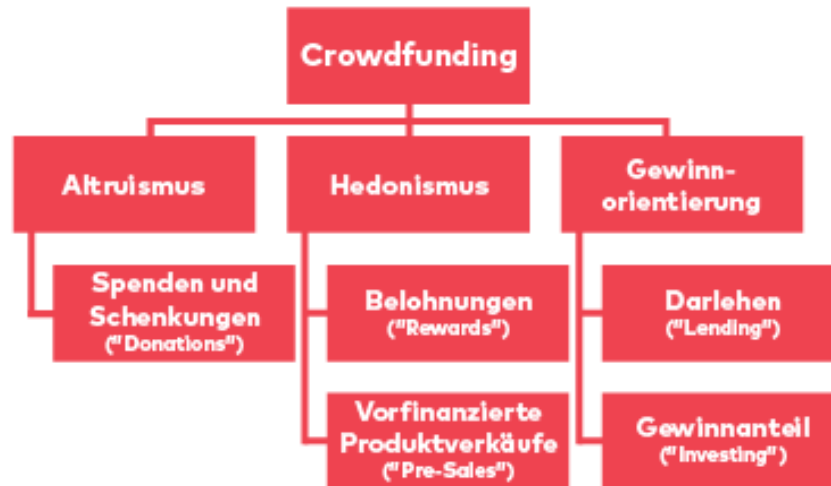 Crowdfunding
Altruismus
Hedonismus
Gewinn-
orientierung
Spenden und
Schenkungen
("Donations")
Belohnungen
("Rewards")
Darlehen
("Lending")
Vorfinanzierte
Produktverkäufe
("Pre-Sales")
Gewinnanteil
("Investing")